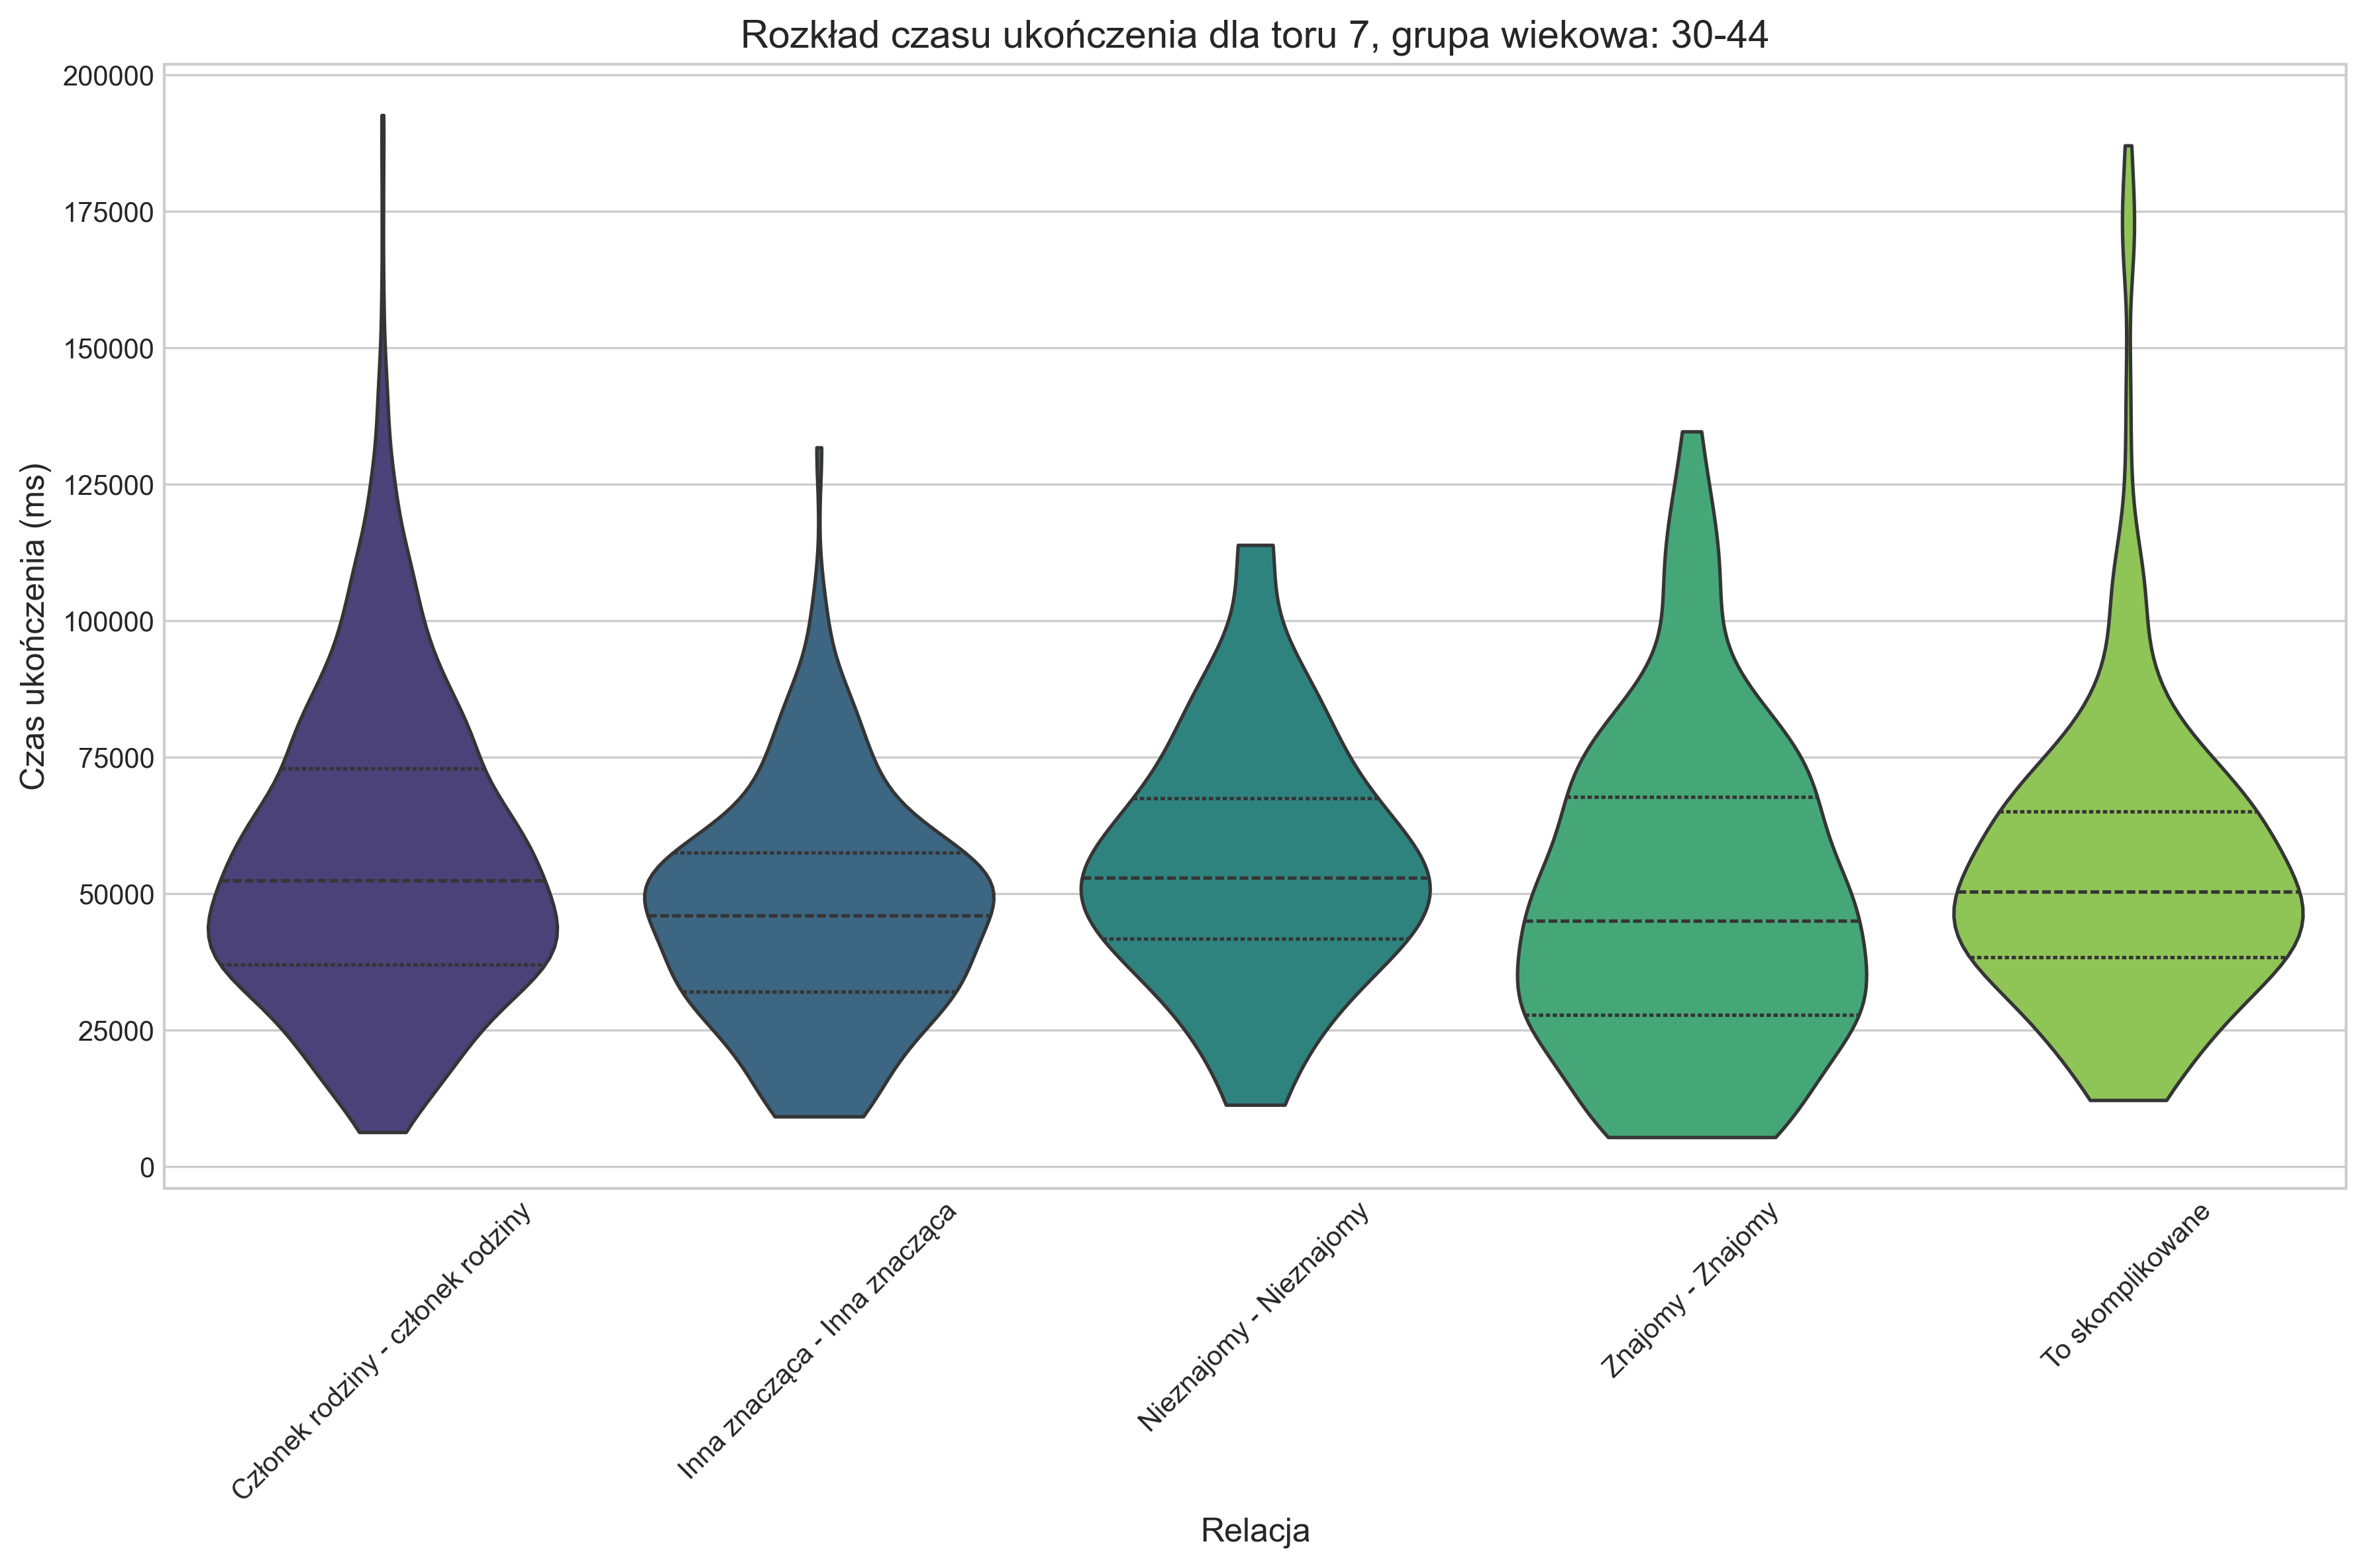 Rozkład czasu ukończenia dla toru 7, grupa wiekowa: 30-44
Czas ukończenia (ms)
200000
175000
150000
125000
100000
75000
50000
25000
0
Członek rodziny - członek rodziny
Inna znacząca - Inna znacząca
Nieznajomy - Nieznajomy
Znajomy - Znajomy
To skomplikowane
Relacja